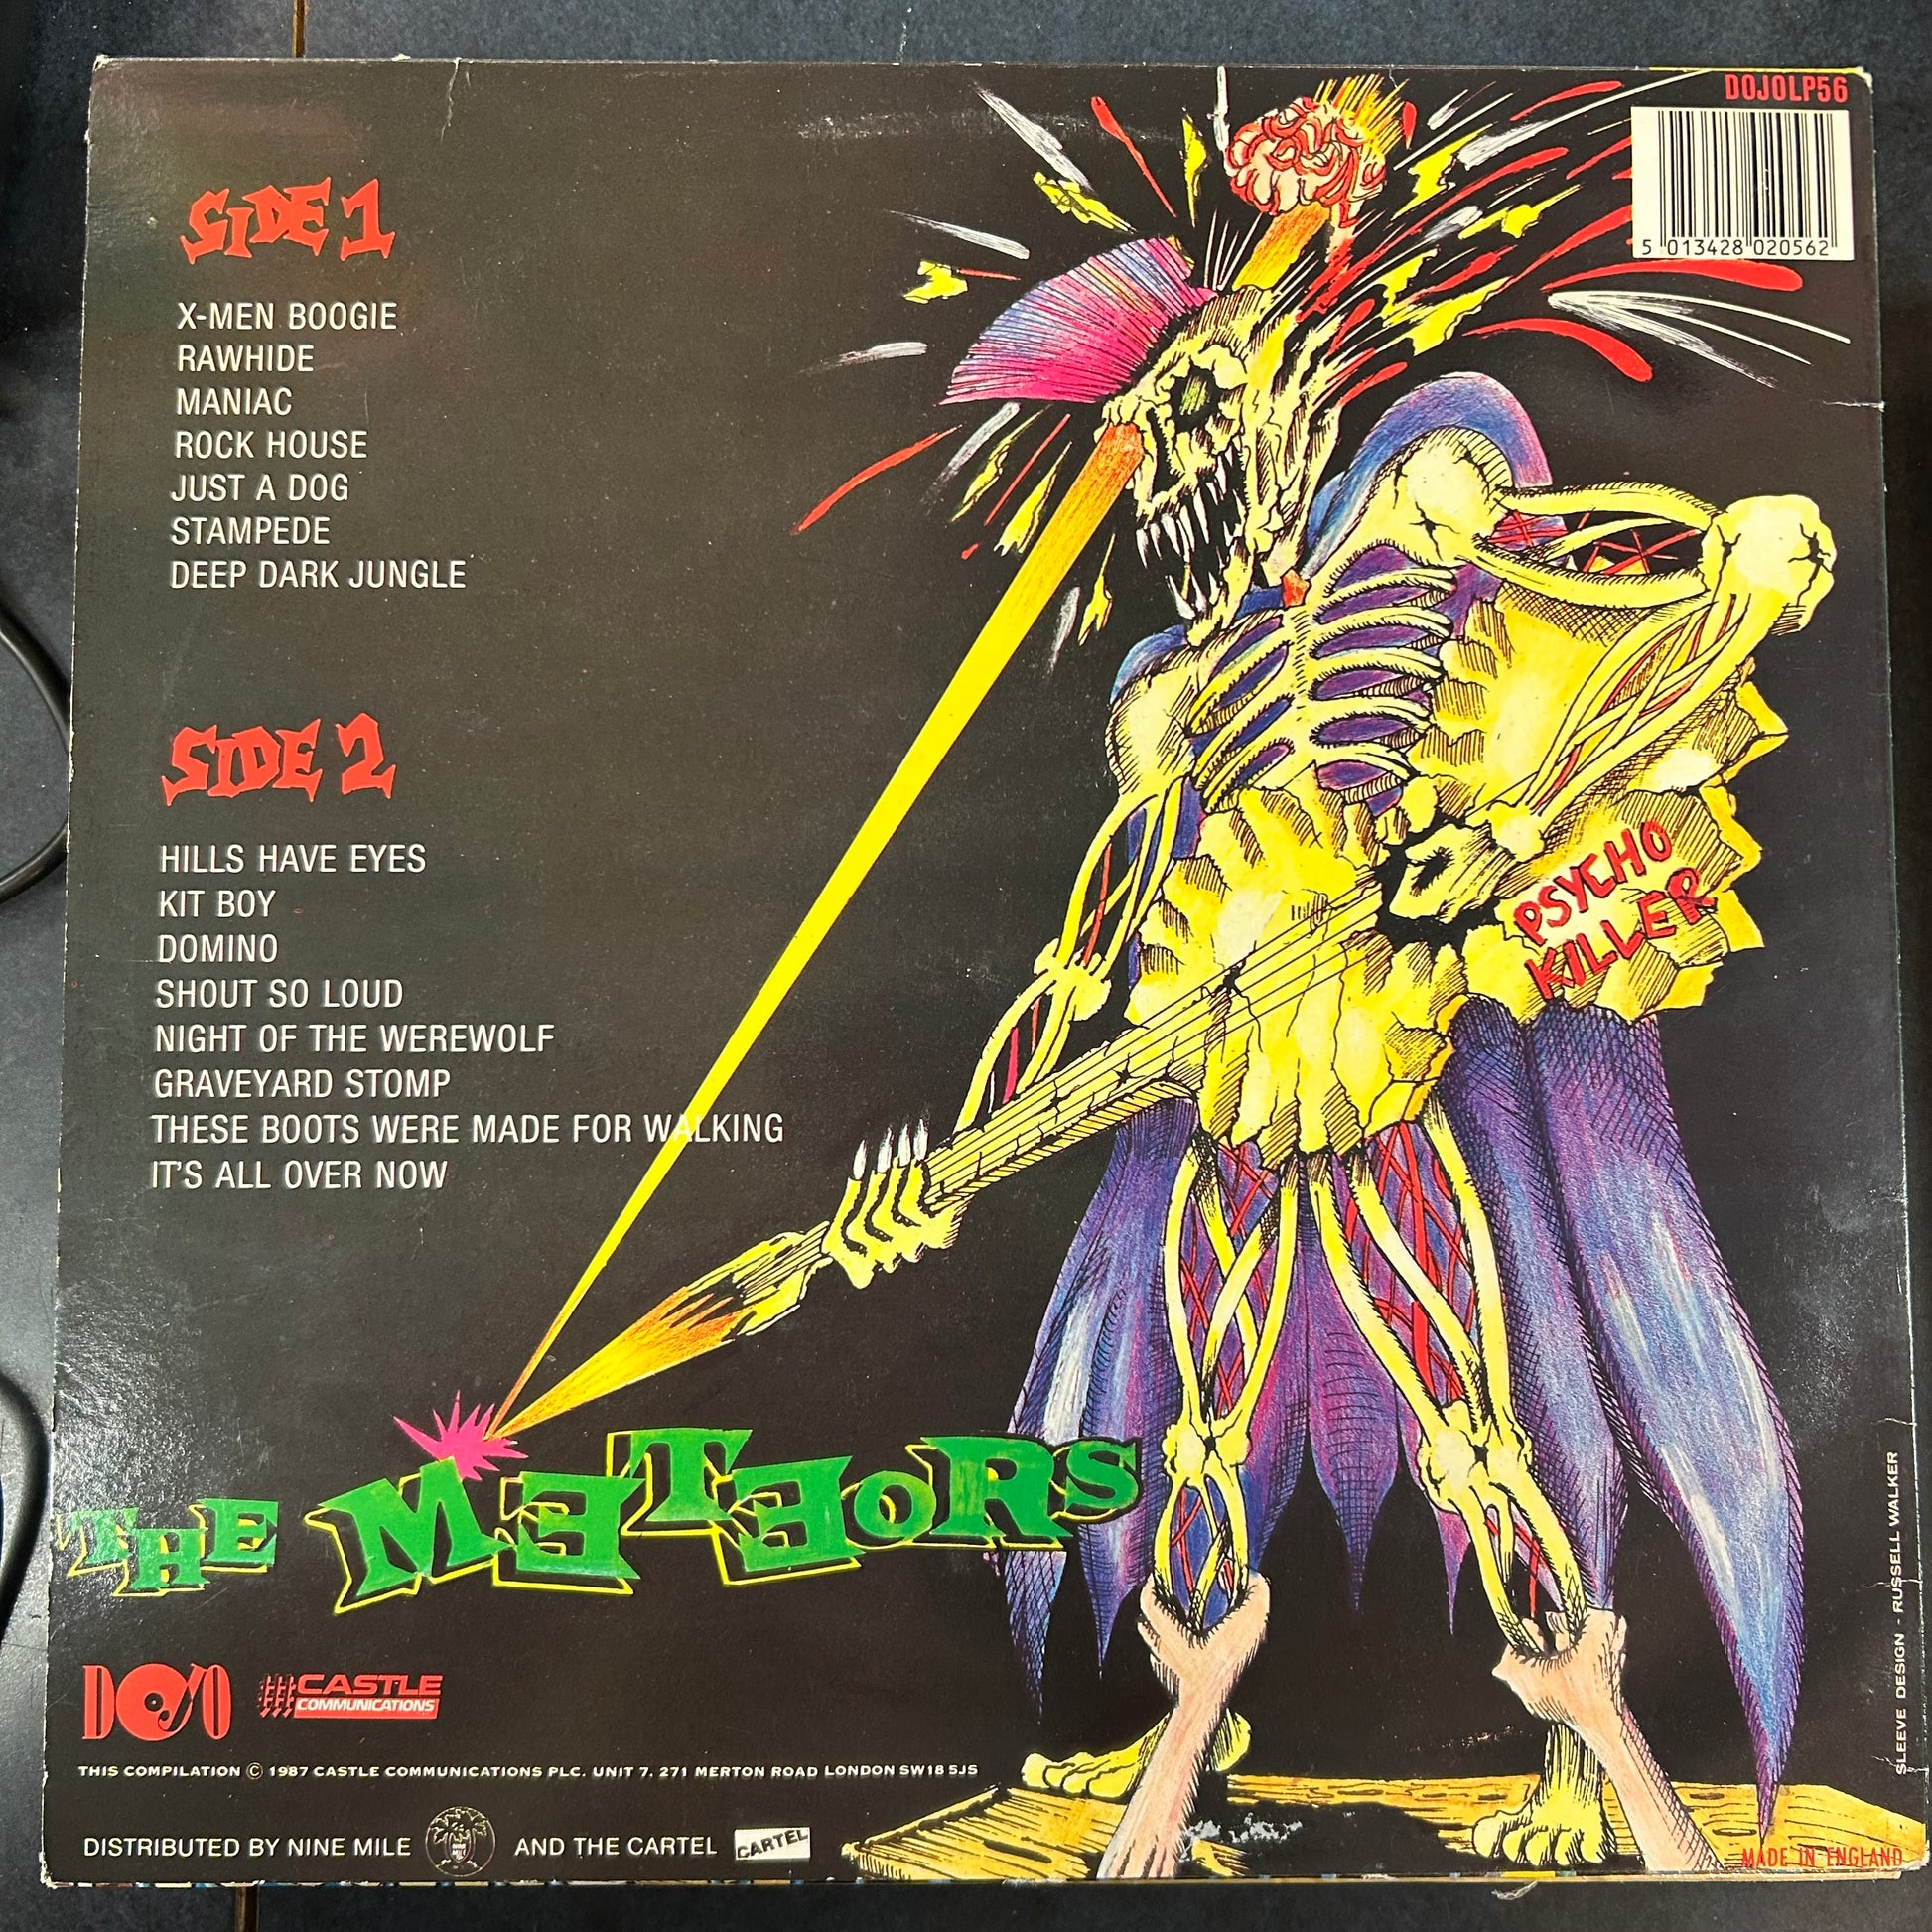 DOJOLP56
5 013428 020562
SIDE 1
X-MEN BOOGIE
RAWHIDE
MANIAC
ROCK HOUSE
JUST A DOG
STAMPEDE
DEEP DARK JUNGLE
SIDE 2
HILLS HAVE EYES
KIT BOY
DOMINO
SHOUT SO LOUD
NIGHT OF THE WEREWOLF
GRAVEYARD STOMP
THESE BOOTS WERE MADE FOR WALKING
IT'S ALL OVER NOW
PSYCHO
KILLER
THE METEORS
DOJO
CASTLE
COMMUNICATIONS
THIS COMPILATION © 1987 CASTLE COMMUNICATIONS PLC. UNIT 7, 271 MERTON ROAD LONDON SW18 5JS
DISTRIBUTED BY NINE MILE AND THE CARTEL CARTEL
SLEEVE DESIGN - RUSSELL WALKER
MADE IN ENGLAND